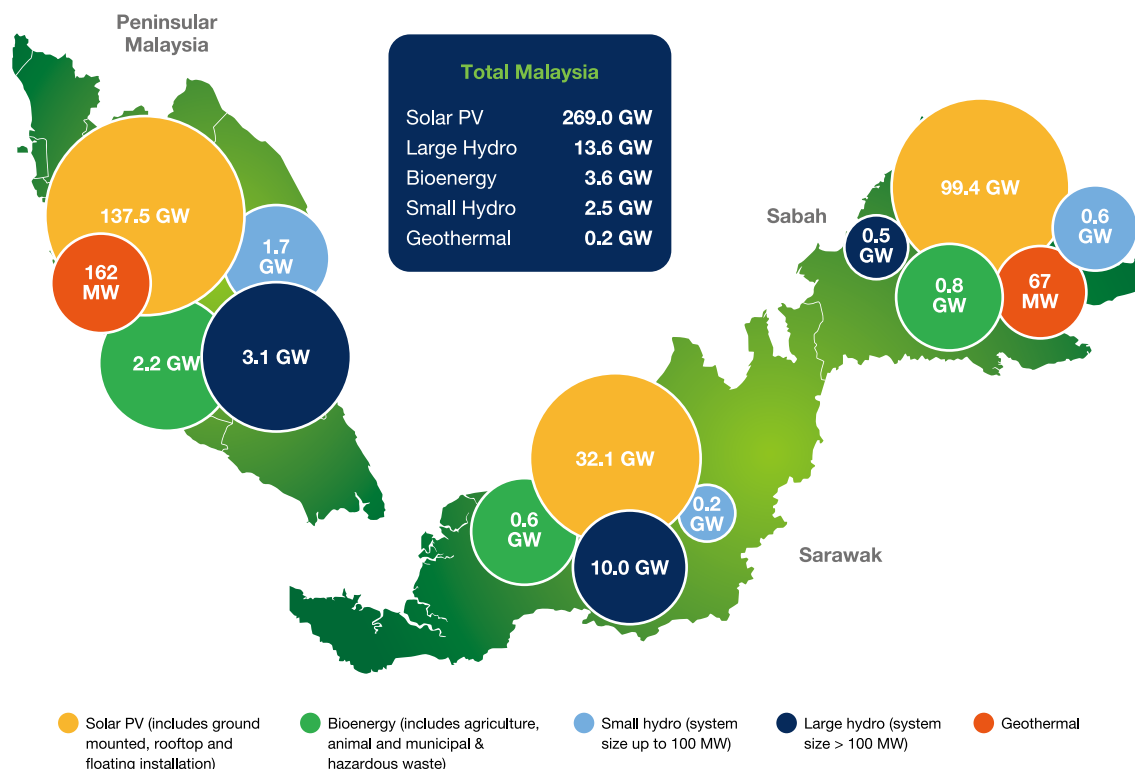 Peninsular
Malaysia
Total Malaysia
Solar PV 269.0 GW
Large Hydro 13.6 GW
Bioenergy 3.6 GW
Small Hydro 2.5 GW
Geothermal 0.2 GW
137.5 GW
162
MW
1.7
GW
2.2 GW
3.1 GW
Sabah
99.4 GW
0.5
GW
0.6
GW
0.8
GW
67
MW
32.1 GW
0.6
GW
0.2
GW
10.0 GW
Sarawak
Solar PV (includes ground
mounted, rooftop and
floating installation)
Bioenergy (includes agriculture,
animal and municipal &
hazardous waste)
Small hydro (system
size up to 100 MW)
Large hydro (system
size > 100 MW)
Geothermal